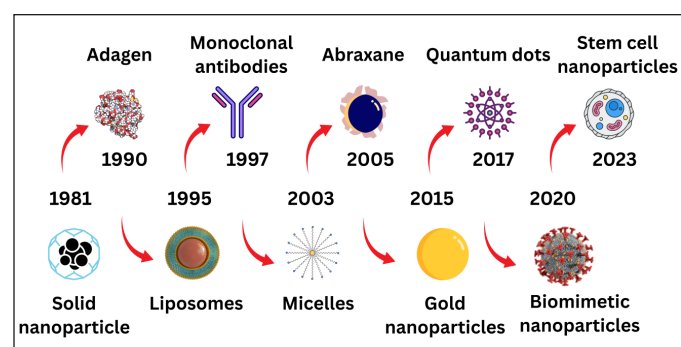 Adagen
Monoclonal
antibodies
Abraxane
Quantum dots
Stem cell
nanoparticles
1990
1997
2005
2017
2023
1981
1995
2003
2015
2020
Solid
nanoparticle
Liposomes
Micelles
Gold
nanoparticles
Biomimetic
nanoparticles